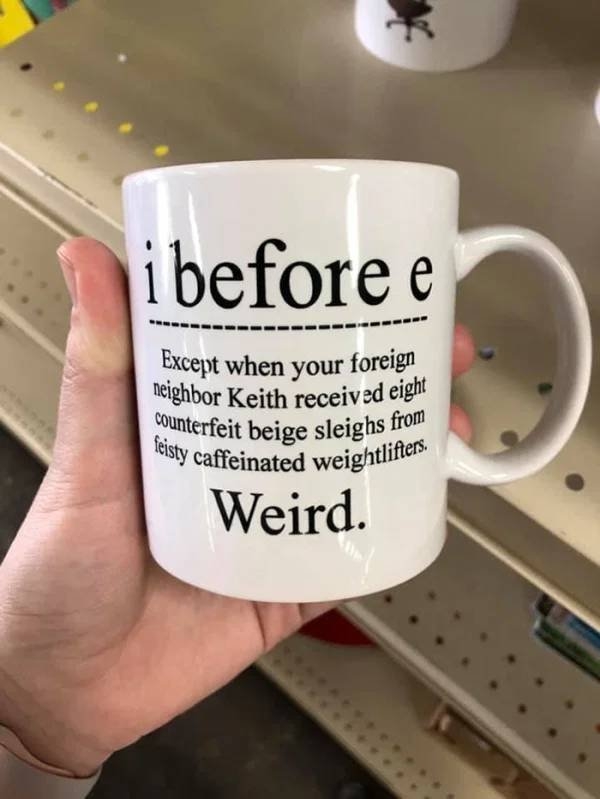 i before e
Except when your foreign
neighbor Keith received eight
counterfeit beige sleighs from
feisty caffeinated weightlifters.
Weird.